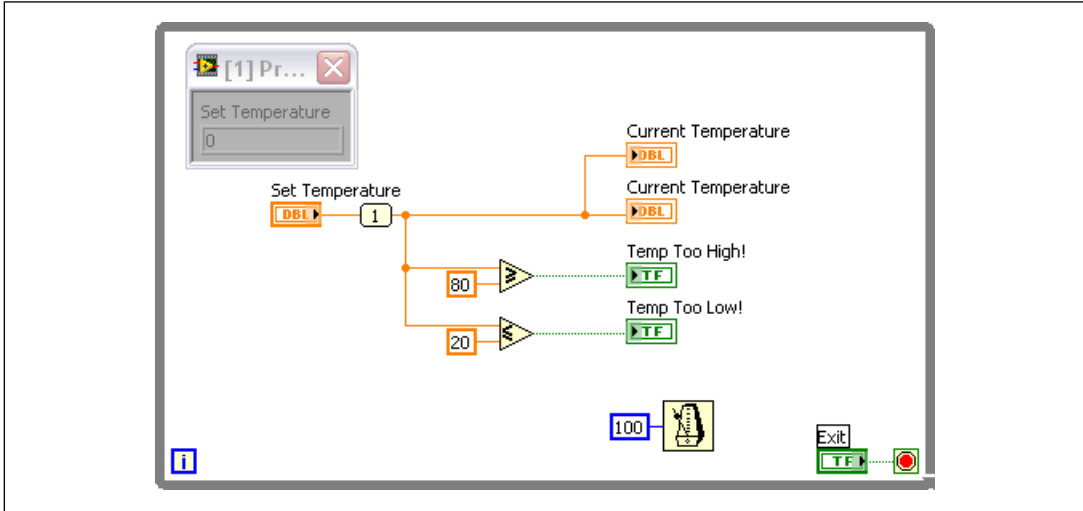 [1] Pr...
Set Temperature
0
Current Temperature
DBL
Set Temperature
Current Temperature
DBL
1
DBL
Temp Too High!
80
TF
Temp Too Low!
20
TF
100
Exit
i
TF